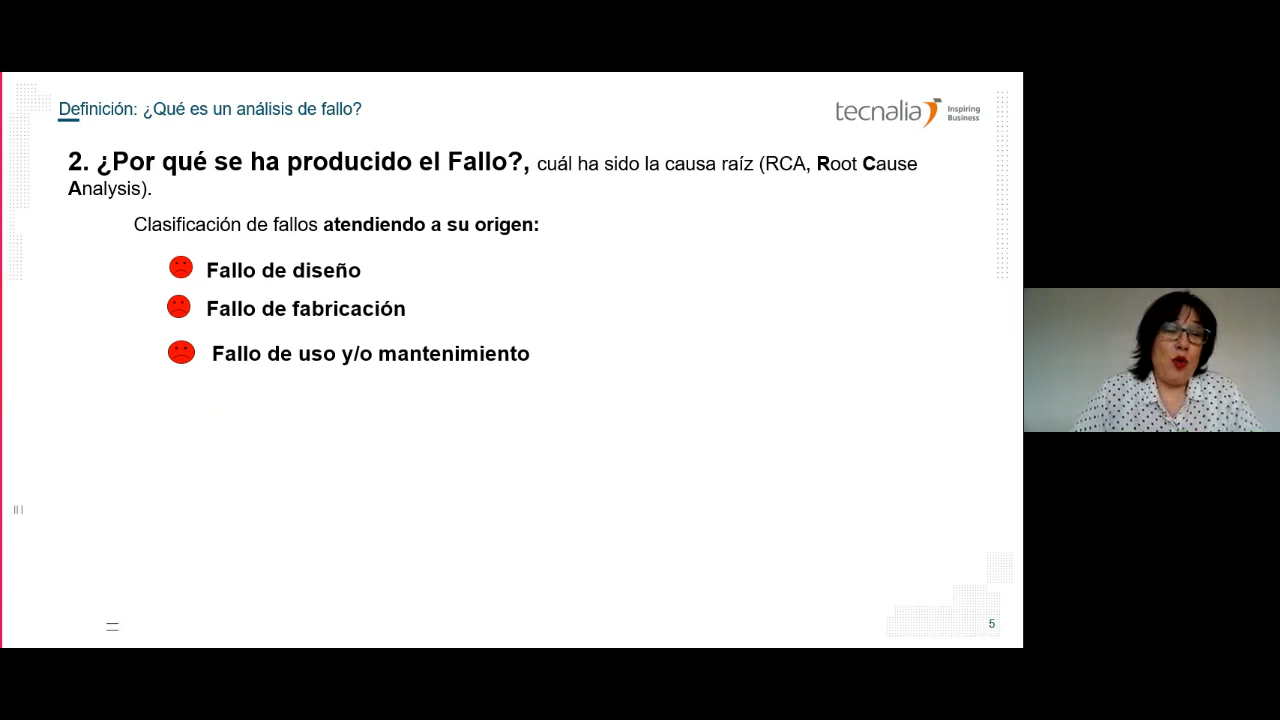 Definición: ¿Qué es un análisis de fallo?
tecnalia Inspiring
Business
2. ¿Por qué se ha producido el Fallo?, cuál ha sido la causa raíz (RCA, Root Cause
Analysis).
Clasificación de fallos atendiendo a su origen:
Fallo de diseño
Fallo de fabricación
Fallo de uso y/o mantenimiento
5